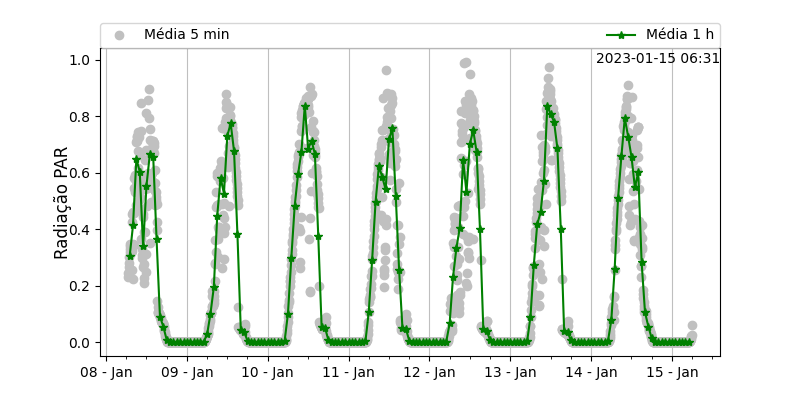 Média 5 min
Média 1 h
2023-01-15 06:31
Radiação PAR
1.0
0.8
0.6
0.4
0.2
0.0
08 - Jan
09 - Jan
10 - Jan
11 - Jan
12 - Jan
13 - Jan
14 - Jan
15 - Jan